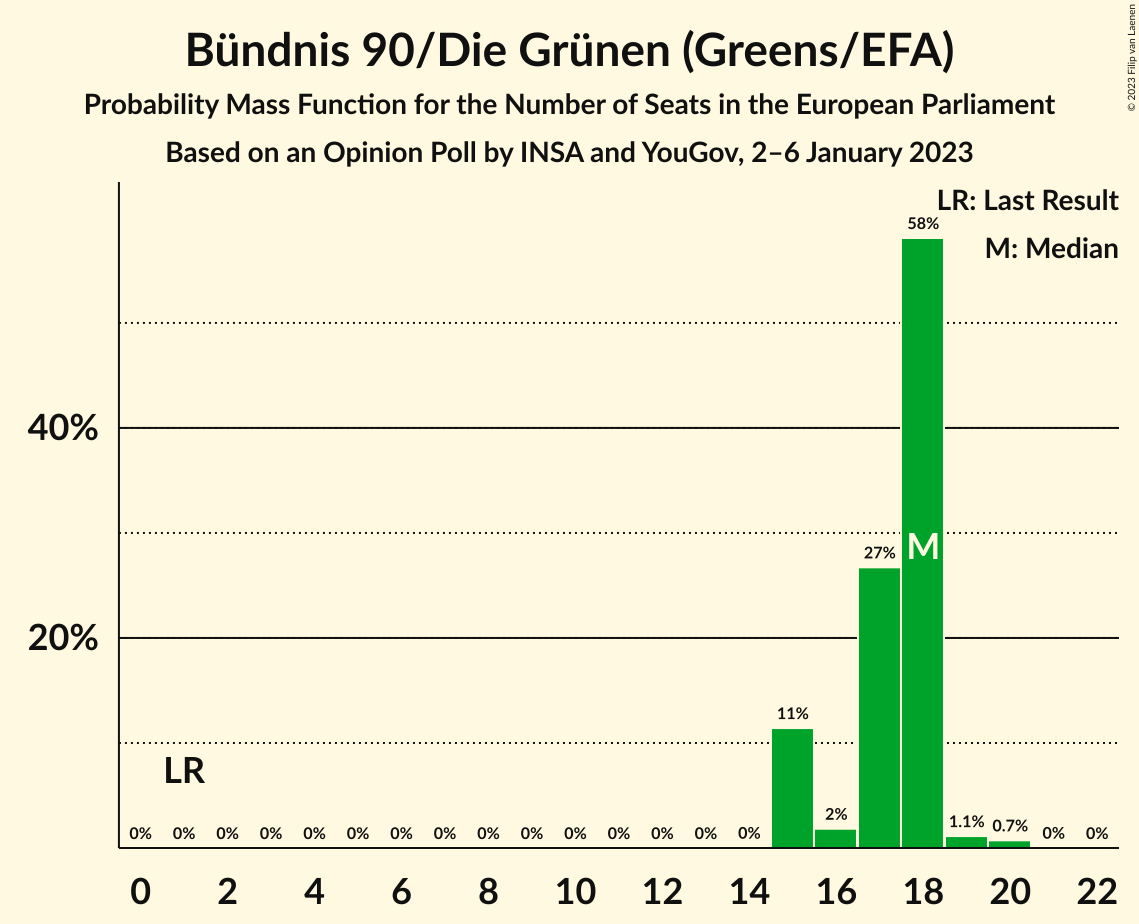 Bündnis 90/Die Grünen (Greens/EFA)
Probability Mass Function for the Number of Seats in the European Parliament
Based on an Opinion Poll by INSA and YouGov, 2–6 January 2023
© 2023 Filip van Laenen
LR: Last Result
M: Median
58%
40%
M
27%
20%
11%
LR
0% 0% 0% 0% 0% 0% 0% 0% 0% 0% 0% 0% 0% 0% 0% 2% 1.1% 0.7% 0% 0%
0 2 4 6 8 10 12 14 16 18 20 22